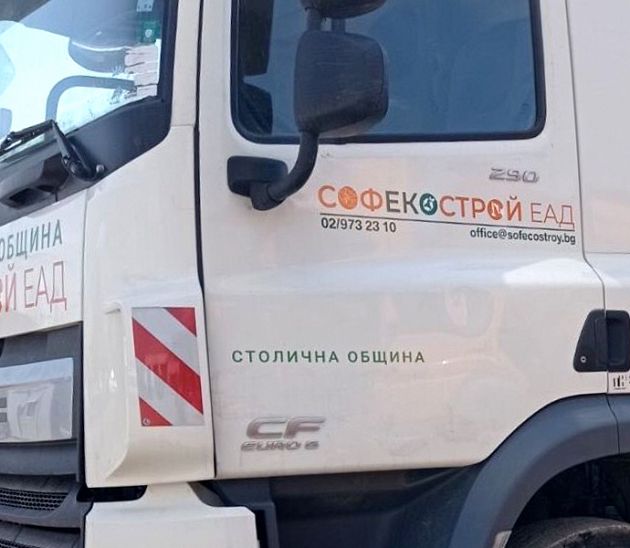 290
СОФЕКОСТРОЙ ЕАД
02/973 23 10
office@sofecostroy.bg
ОБЩИНА
Й ЕАД
СТОЛИЧНА ОБЩИНА
CF
EURO 6